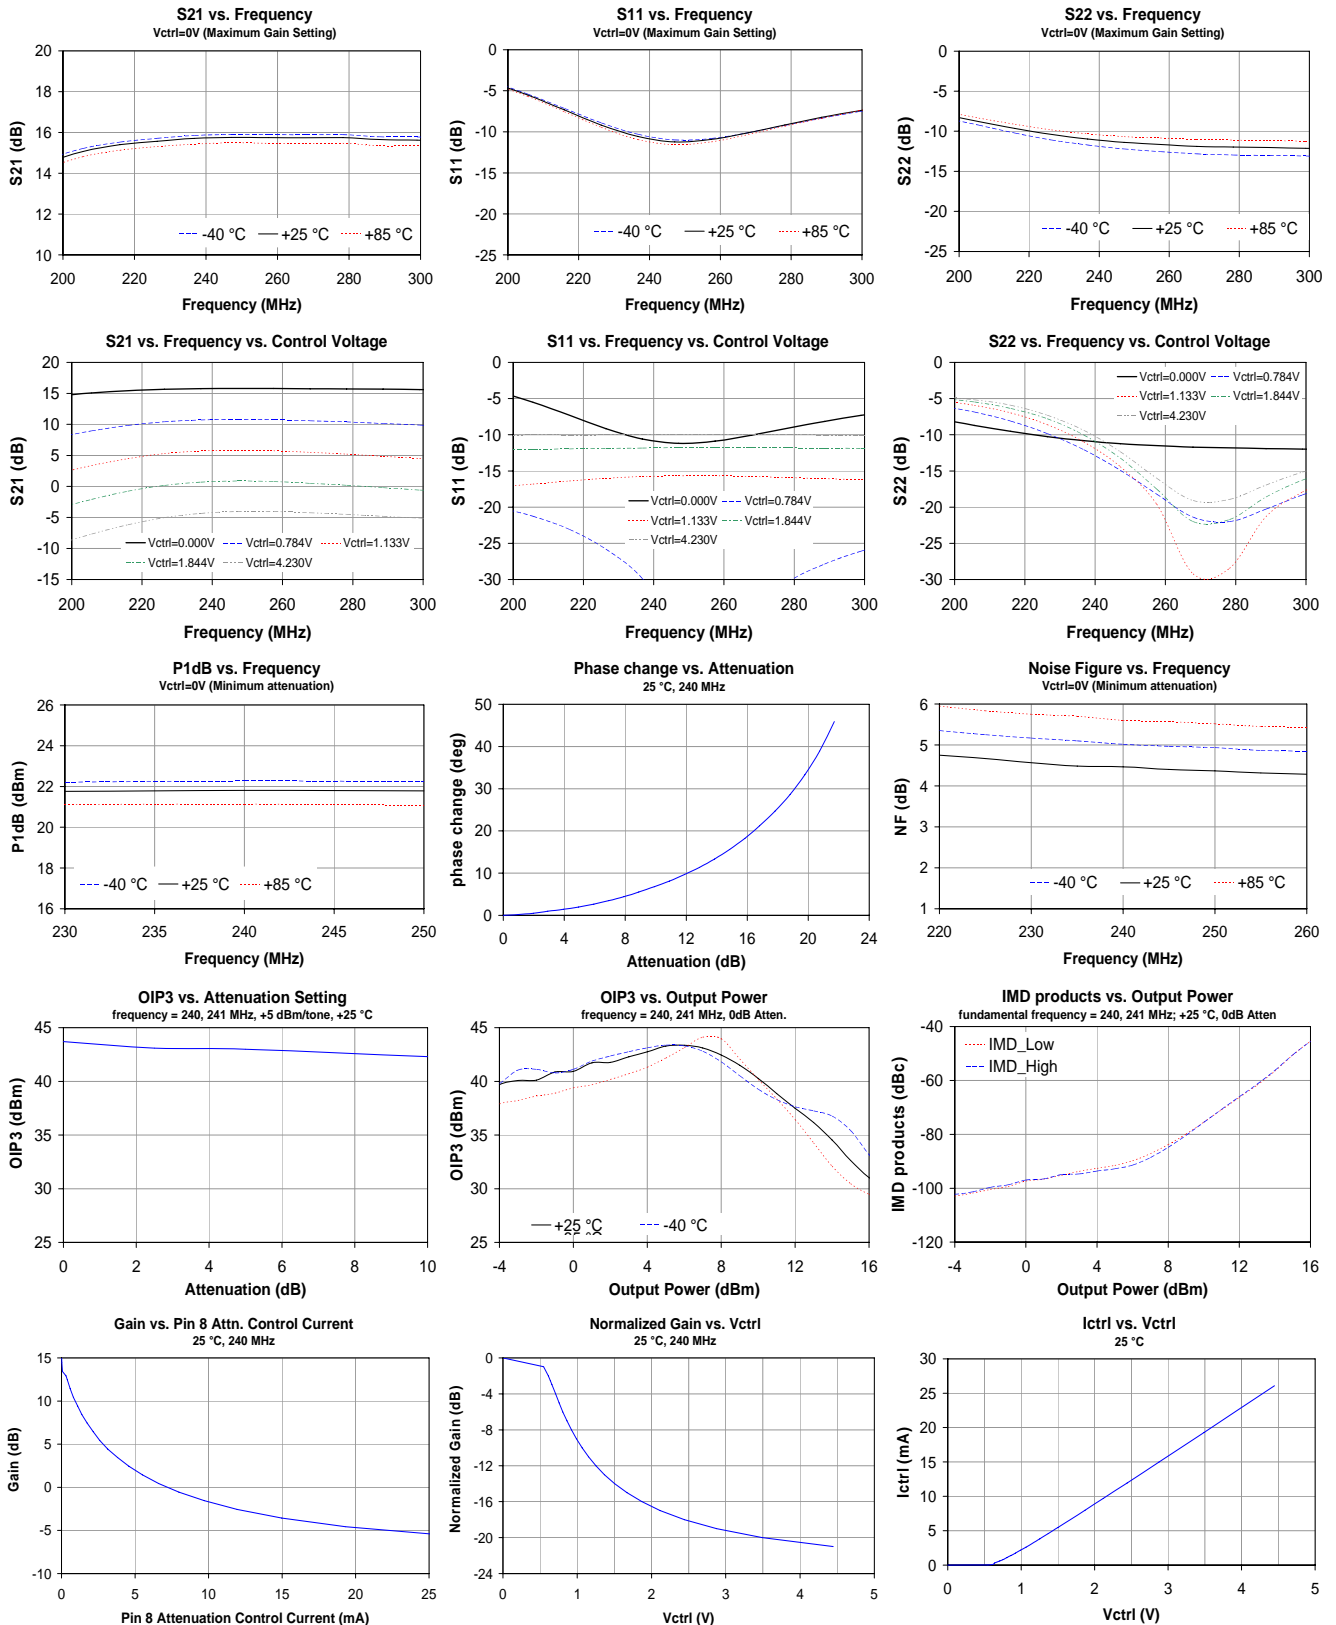 S21 vs. Frequency
Vctrl=0V (Maximum Gain Setting)
S21 (dB)
20
18
16
14
12
10
-40 °C +25 °C +85 °C
200 220 240 260 280 300
Frequency (MHz)
S11 vs. Frequency
Vctrl=0V (Maximum Gain Setting)
S11 (dB)
0
-5
-10
-15
-20
-25
-40 °C +25 °C +85 °C
200 220 240 260 280 300
Frequency (MHz)
S22 vs. Frequency
Vctrl=0V (Maximum Gain Setting)
S22 (dB)
0
-5
-10
-15
-20
-25
-40 °C +25 °C +85 °C
200 220 240 260 280 300
Frequency (MHz)
S21 vs. Frequency vs. Control Voltage
S21 (dB)
20
15
10
5
0
-5
-10
-15
Vctrl=0.000V Vctrl=0.784V Vctrl=1.133V
Vctrl=1.844V Vctrl=4.230V
200 220 240 260 280 300
Frequency (MHz)
S11 vs. Frequency vs. Control Voltage
S11 (dB)
0
-5
-10
-15
-20
-25
-30
Vctrl=0.000V Vctrl=0.784V
Vctrl=1.133V Vctrl=1.844V
Vctrl=4.230V
200 220 240 260 280 300
Frequency (MHz)
S22 vs. Frequency vs. Control Voltage
S22 (dB)
0
-5
-10
-15
-20
-25
-30
Vctrl=0.000V Vctrl=0.784V
Vctrl=1.133V Vctrl=1.844V
Vctrl=4.230V
200 220 240 260 280 300
Frequency (MHz)
P1dB vs. Frequency
Vctrl=0V (Minimum attenuation)
P1dB (dBm)
26
24
22
20
18
16
-40 °C +25 °C +85 °C
230 235 240 245 250
Frequency (MHz)
Phase change vs. Attenuation
25 °C, 240 MHz
phase change (deg)
50
40
30
20
10
0
0 4 8 12 16 20 24
Attenuation (dB)
Noise Figure vs. Frequency
Vctrl=0V (Minimum attenuation)
NF (dB)
6
5
4
3
2
1
-40 °C +25 °C +85 °C
220 230 240 250 260
Frequency (MHz)
OIP3 vs. Attenuation Setting
frequency = 240, 241 MHz, +5 dBm/tone, +25 °C
OIP3 (dBm)
45
40
35
30
25
0 2 4 6 8 10
Attenuation (dB)
OIP3 vs. Output Power
frequency = 240, 241 MHz, 0dB Atten.
OIP3 (dBm)
45
40
35
30
25
+25 °C -40 °C
-4 0 4 8 12 16
Output Power (dBm)
IMD products vs. Output Power
fundamental frequency = 240, 241 MHz; +25 °C, 0dB Atten
IMD products (dBc)
-40
-60
-80
-100
-120
IMD_Low
IMD_High
-4 0 4 8 12 16
Output Power (dBm)
Gain vs. Pin 8 Attn. Control Current
25 °C, 240 MHz
Gain (dB)
15
10
5
0
-5
-10
0 5 10 15 20 25
Pin 8 Attenuation Control Current (mA)
Normalized Gain vs. Vctrl
25 °C, 240 MHz
Normalized Gain (dB)
0
-4
-8
-12
-16
-20
-24
0 1 2 3 4 5
Vctrl (V)
Ictrl vs. Vctrl
25 °C
Ictrl (mA)
30
25
20
15
10
5
0
0 1 2 3 4 5
Vctrl (V)